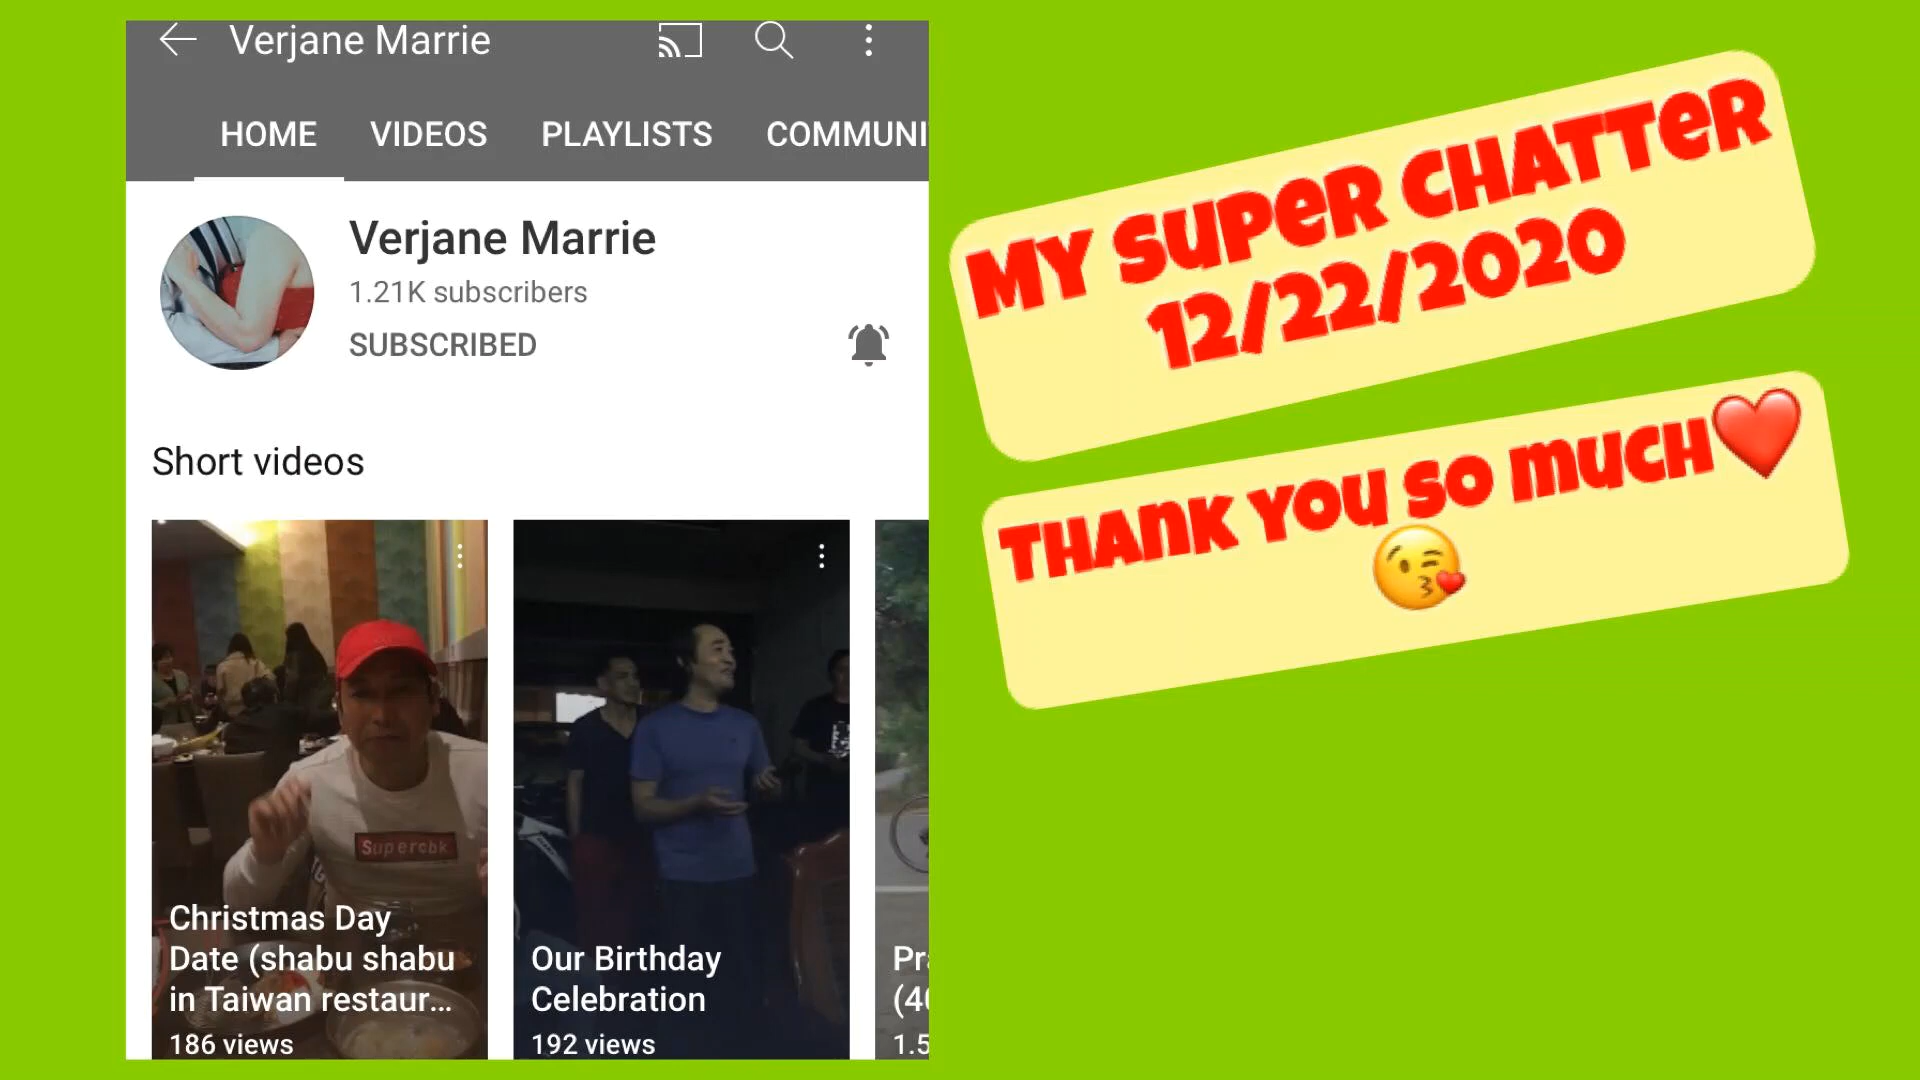 Verjane Marrie
HOME VIDEOS PLAYLISTS COMMUNI
Verjane Marrie
1.21K subscribers
SUBSCRIBED
Short videos
Supercbk
Christmas Day
Date (shabu shabu
in Taiwan restaur...
186 views
Our Birthday
Celebration
192 views
(40
1.5
MY SUPER CHATTER
12/22/2020
THANK YOU SO MUCH❤️
😘